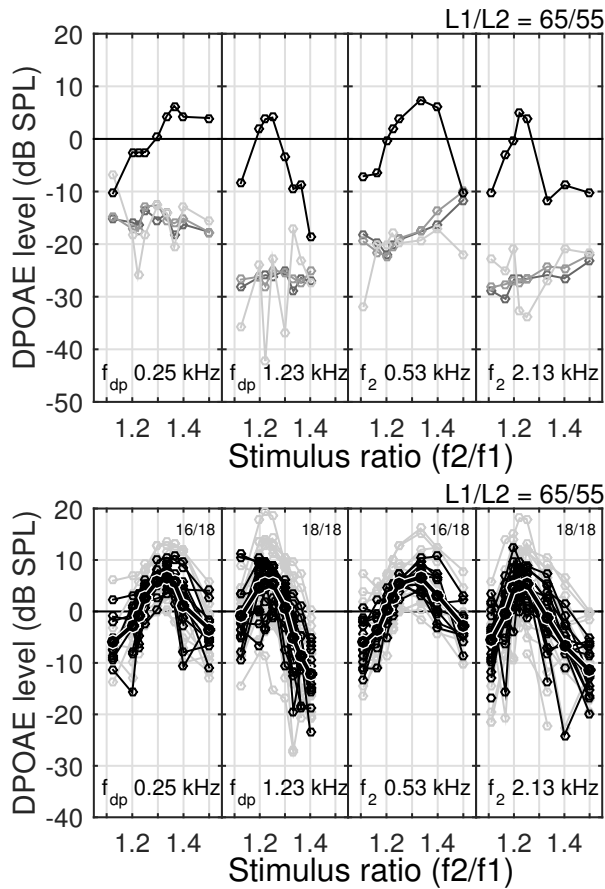 L1/L2 = 65/55
DPOAE level (dB SPL)
20
10
0
-10
-20
-30
-40
-50
f dp 0.25 kHz
f dp 1.23 kHz
f 2 0.53 kHz
f 2 2.13 kHz
1.2 1.4 1.2 1.4 1.2 1.4 1.2 1.4
Stimulus ratio (f2/f1)
L1/L2 = 65/55
DPOAE level (dB SPL)
20
10
0
-10
-20
-30
-40
16/18
18/18
16/18
18/18
f dp 0.25 kHz
f dp 1.23 kHz
f 2 0.53 kHz
f 2 2.13 kHz
1.2 1.4 1.2 1.4 1.2 1.4 1.2 1.4
Stimulus ratio (f2/f1)